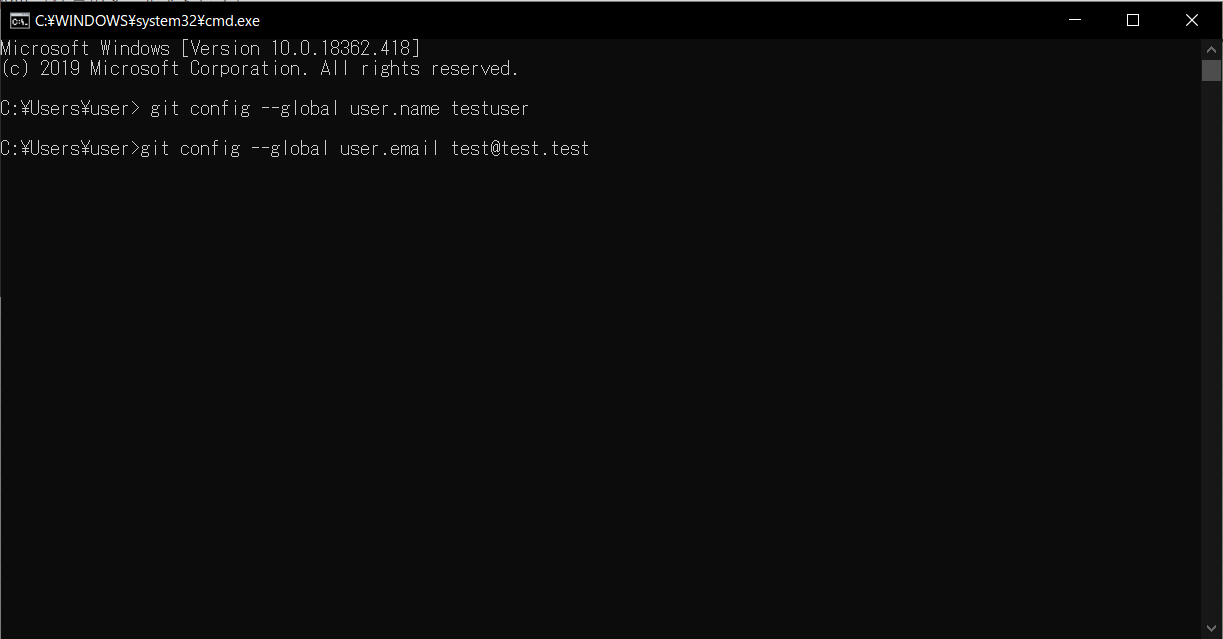 C:¥WINDOWS¥system32¥cmd.exe
Microsoft Windows [Version 10.0.18362.418]
(c) 2019 Microsoft Corporation. All rights reserved.
C:¥Users¥user> git config --global user.name testuser
C:¥Users¥user>git config --global user.email test@test.test